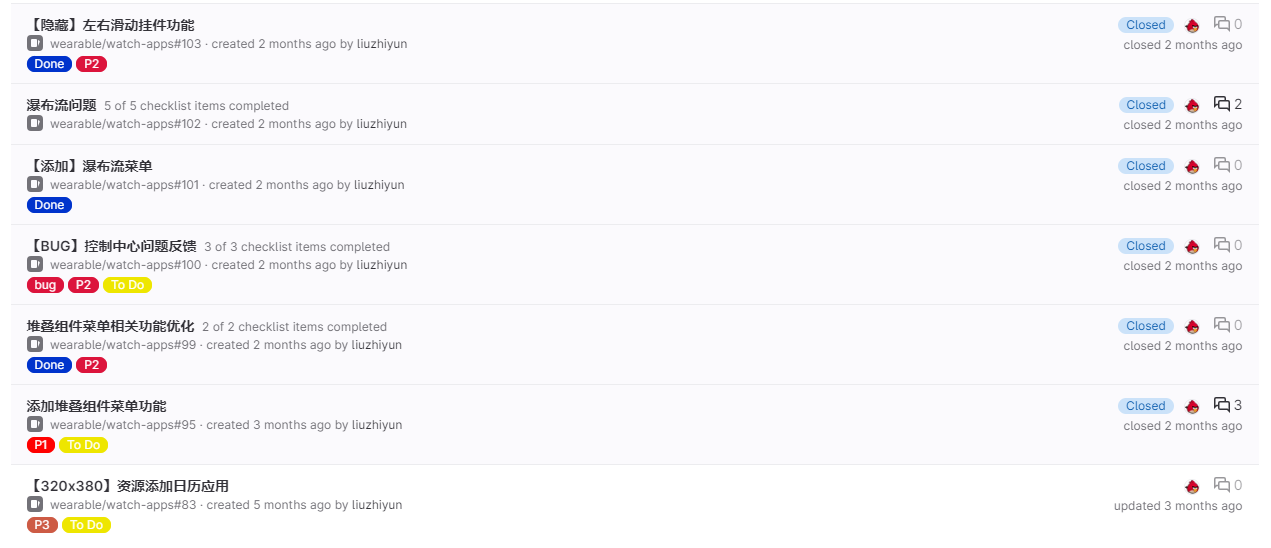 【隐藏】左右滑动挂件功能
Closed 0
wearable/watch-apps#103 · created 2 months ago by liuzhiyun
closed 2 months ago
Done P2
瀑布流问题 5 of 5 checklist items completed
Closed 2
wearable/watch-apps#102 · created 2 months ago by liuzhiyun
closed 2 months ago
【添加】瀑布流菜单
Closed 0
wearable/watch-apps#101 · created 2 months ago by liuzhiyun
closed 2 months ago
Done
【BUG】控制中心问题反馈 3 of 3 checklist items completed
Closed 0
wearable/watch-apps#100 · created 2 months ago by liuzhiyun
closed 2 months ago
bug P2 To Do
堆叠组件菜单相关功能优化 2 of 2 checklist items completed
Closed 0
wearable/watch-apps#99 · created 2 months ago by liuzhiyun
closed 2 months ago
Done P2
添加堆叠组件菜单功能
Closed 3
wearable/watch-apps#95 · created 3 months ago by liuzhiyun
closed 2 months ago
P1 To Do
【320x380】资源添加日历应用
0
wearable/watch-apps#83 · created 5 months ago by liuzhiyun
updated 3 months ago
P3 To Do